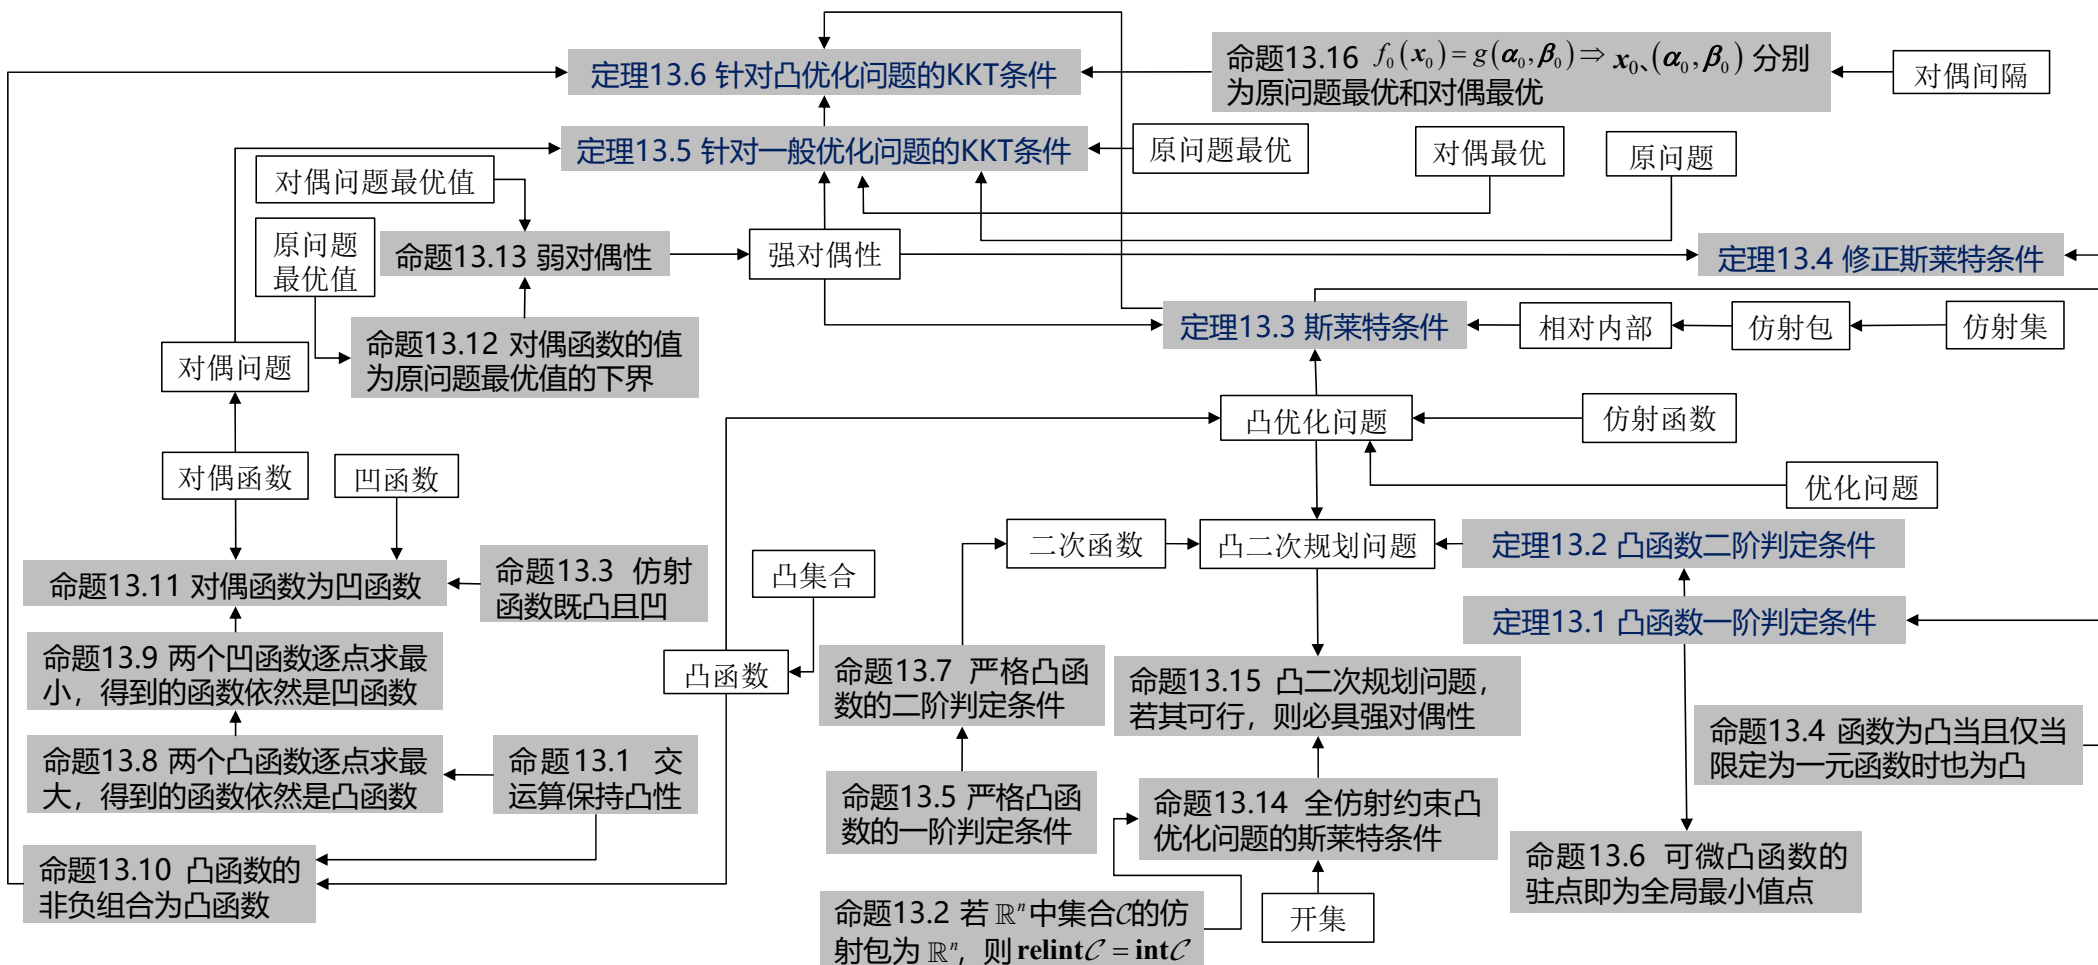 定理13.6 针对凸优化问题的KKT条件
命题13.16 f₀(x₀) = g(α₀, β₀) ⇒ x₀、(α₀, β₀) 分别
为原问题最优和对偶最优
对偶间隔
定理13.5 针对一般优化问题的KKT条件
原问题最优
对偶最优
原问题
对偶问题最优值
原问题
最优值
命题13.13 弱对偶性
强对偶性
定理13.4 修正斯莱特条件
命题13.12 对偶函数的值
为原问题最优值的下界
定理13.3 斯莱特条件
相对内部
仿射包
仿射集
对偶问题
凸优化问题
仿射函数
对偶函数
凹函数
优化问题
二次函数
凸二次规划问题
定理13.2 凸函数二阶判定条件
命题13.11 对偶函数为凹函数
命题13.3 仿射
函数既凸且凹
凸集合
定理13.1 凸函数一阶判定条件
命题13.9 两个凹函数逐点求最
小，得到的函数依然是凹函数
凸函数
命题13.7 严格凸函
数的二阶判定条件
命题13.15 凸二次规划问题，
若其可行，则必具强对偶性
命题13.4 函数为凸当且仅当
限定为一元函数时也为凸
命题13.8 两个凸函数逐点求最
大，得到的函数依然是凸函数
命题13.1 交
运算保持凸性
命题13.5 严格凸函
数的一阶判定条件
命题13.14 全仿射约束凸
优化问题的斯莱特条件
命题13.6 可微凸函数的
驻点即为全局最小值点
命题13.10 凸函数的
非负组合为凸函数
命题13.2 若 ℝⁿ中集合𝒞的仿
射包为 ℝⁿ，则 relint𝒞 = int𝒞
开集